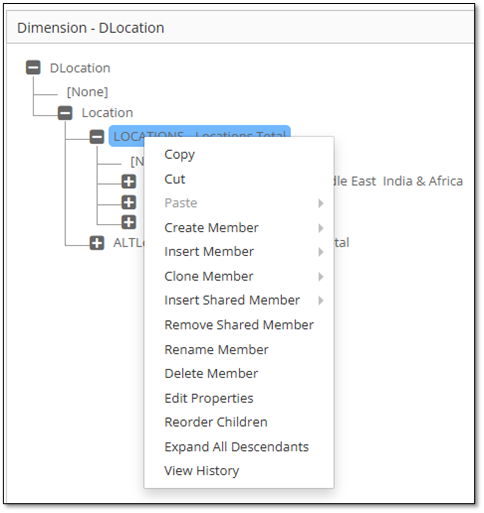 Dimension - DLocation
DLocation
[None]
Location
LOCATIONS - Locations Total
[N
dle East India & Africa
ALTLo
tal
Copy
Cut
Paste
Create Member
Insert Member
Clone Member
Insert Shared Member
Remove Shared Member
Rename Member
Delete Member
Edit Properties
Reorder Children
Expand All Descendants
View History